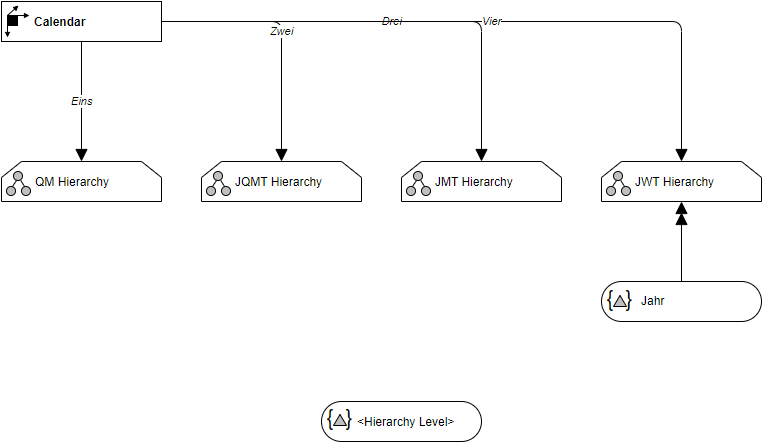 Calendar
Zwei
Drei
Vier
Eins
QM Hierarchy
JQMT Hierarchy
JMT Hierarchy
JWT Hierarchy
Jahr
<Hierarchy Level>